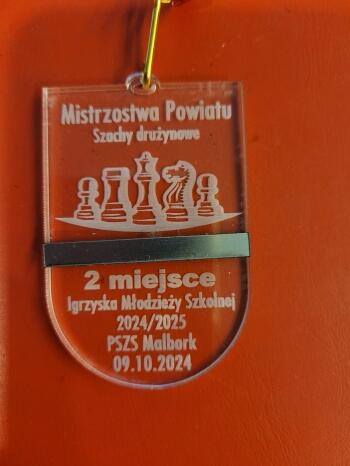 Mistrzostwa Powiatu
Szachy drużynowe
2 miejsce
Igrzyska Młodzieży Szkolnej
2024/2025
PSZS Malbork
09.10.2024